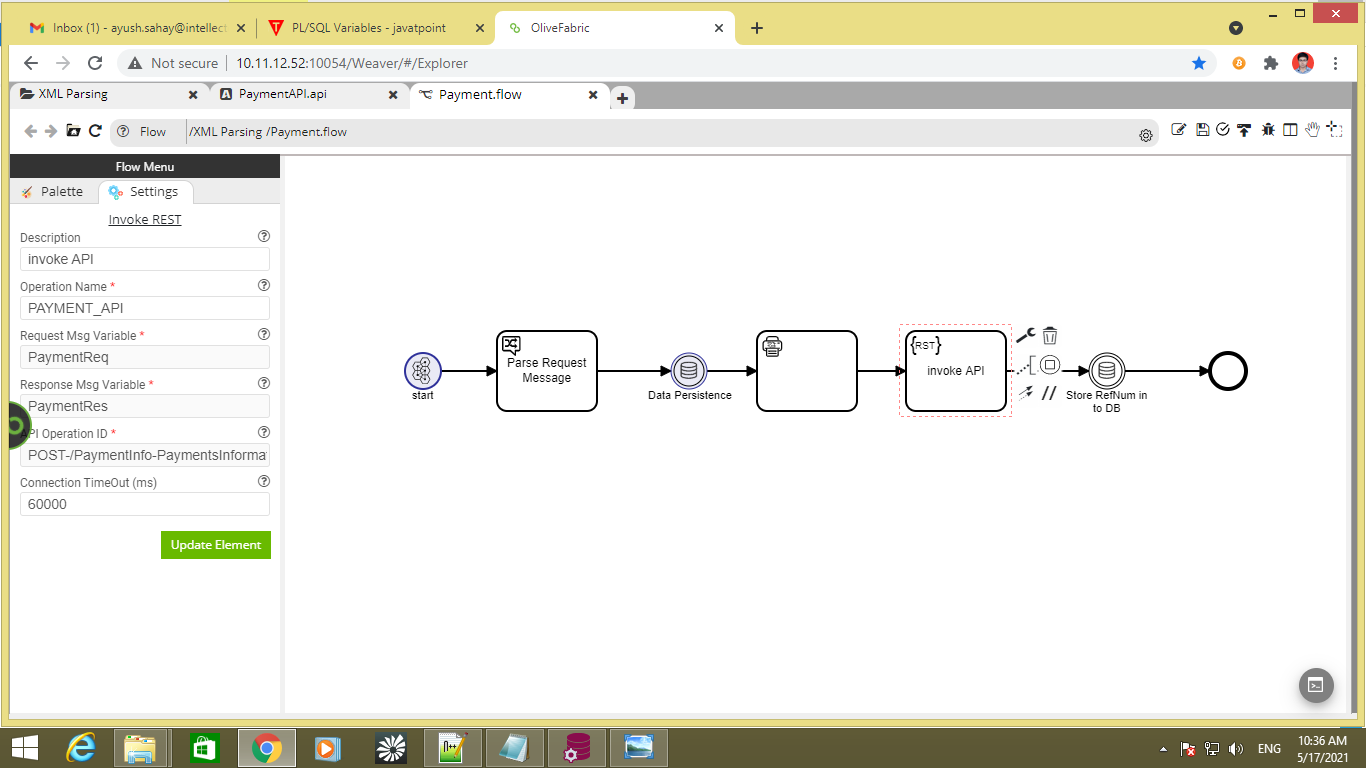 Inbox (1) - ayush.sahay@intellect
PL/SQL Variables - javatpoint
OliveFabric
Not secure
10.11.12.52:10054/Weaver/#/Explorer
XML Parsing
PaymentAPI.api
Payment.flow
Flow
/XML Parsing /Payment.flow
Flow Menu
Palette
Settings
Invoke REST
Description
invoke API
Operation Name *
PAYMENT_API
Request Msg Variable *
PaymentReq
Response Msg Variable *
PaymentRes
API Operation ID *
POST-/PaymentInfo-PaymentsInforma
Connection TimeOut (ms)
60000
Update Element
start
Parse Request
Message
Data Persistence
{RST}
invoke API
Store RefNum in
to DB
ENG
10:36 AM
5/17/2021